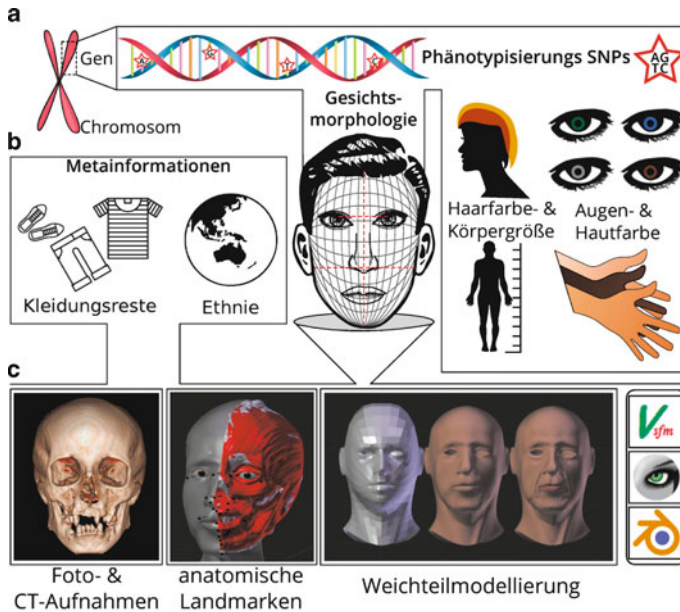 a
Gen
A
G
T
C
Phänotypisierungs SNPs
AG
TC
Chromosom
Gesichts-
morphologie
b
Metainformationen
Kleidungsreste
Ethnie
Haarfarbe- &
Körpergröße
Augen- &
Hautfarbe
c
Vsfm
Foto- &
CT-Aufnahmen
anatomische
Landmarken
Weichteilmodellierung